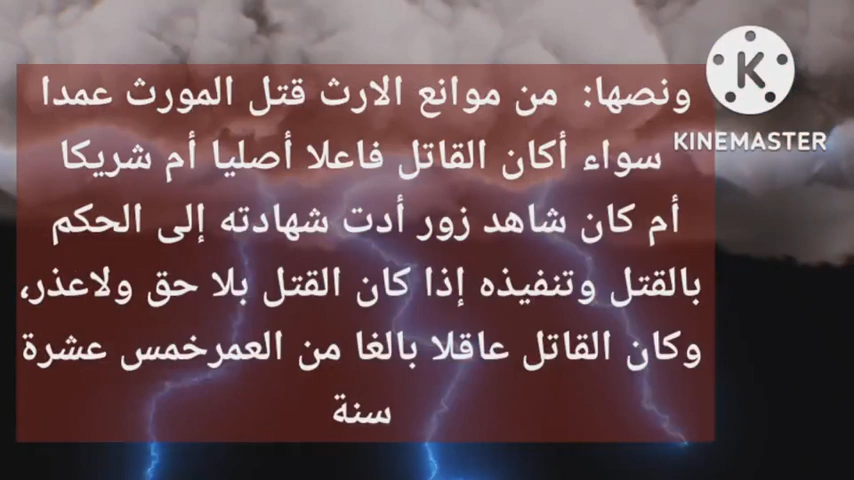 ونصها: من موانع الارث قتل المورث عمدا
سواء أكان القاتل فاعلا أصليا أم شريكا
أم كان شاهد زور أدت شهادته إلى الحكم
بالقتل وتنفيذه إذا كان القتل بلا حق ولاعذر،
وكان القاتل عاقلا بالغا من العمرخمس عشرة
سنة
K
KINEMASTER